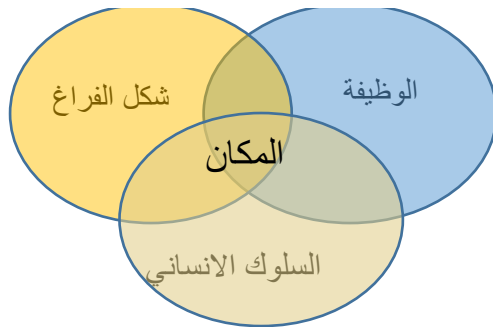 الوظيفة
شكل الفراغ
المكان
السلوك الانساني